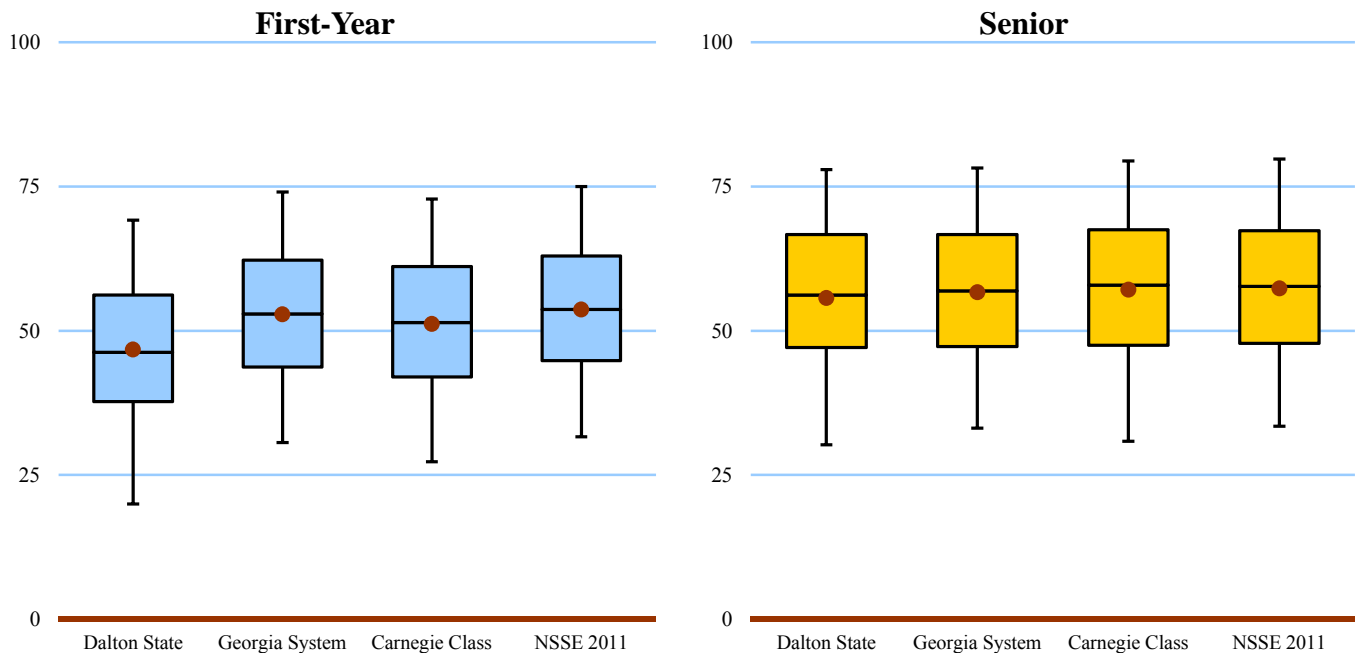 First-Year
100
75
50
25
0
Dalton State Georgia System Carnegie Class NSSE 2011
Senior
100
75
50
25
0
Dalton State Georgia System Carnegie Class NSSE 2011